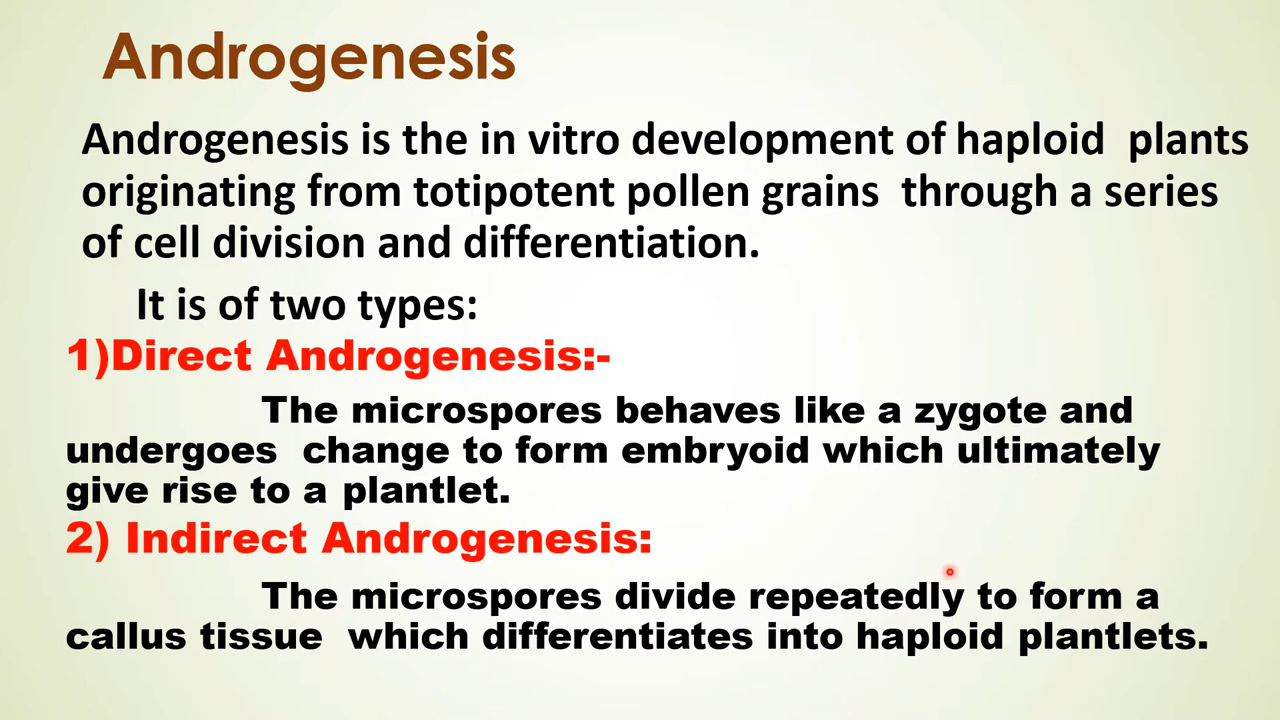 Androgenesis
Androgenesis is the in vitro development of haploid plants
originating from totipotent pollen grains through a series
of cell division and differentiation.
It is of two types:
1)Direct Androgenesis:-
The microspores behaves like a zygote and
undergoes change to form embryoid which ultimately
give rise to a plantlet.
2) Indirect Androgenesis:
The microspores divide repeatedly to form a
callus tissue which differentiates into haploid plantlets.